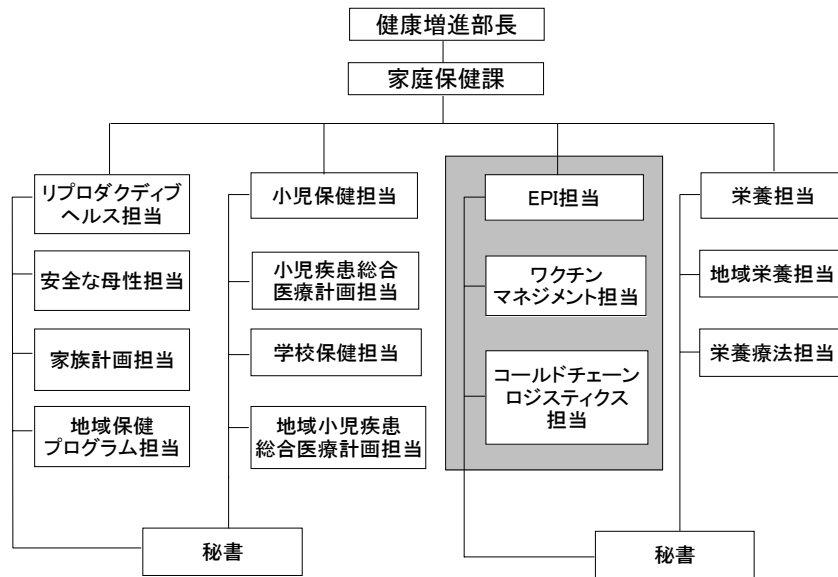 健康増進部長
家庭保健課
リプロダクディブ
ヘルス担当
安全な母性担当
家族計画担当
地域保健
プログラム担当
小児保健担当
小児疾患総合
医療計画担当
学校保健担当
地域小児疾患
総合医療計画担当
秘書
EPI担当
ワクチン
マネジメント担当
コールドチェーン
ロジスティクス
担当
栄養担当
地域栄養担当
栄養療法担当
秘書